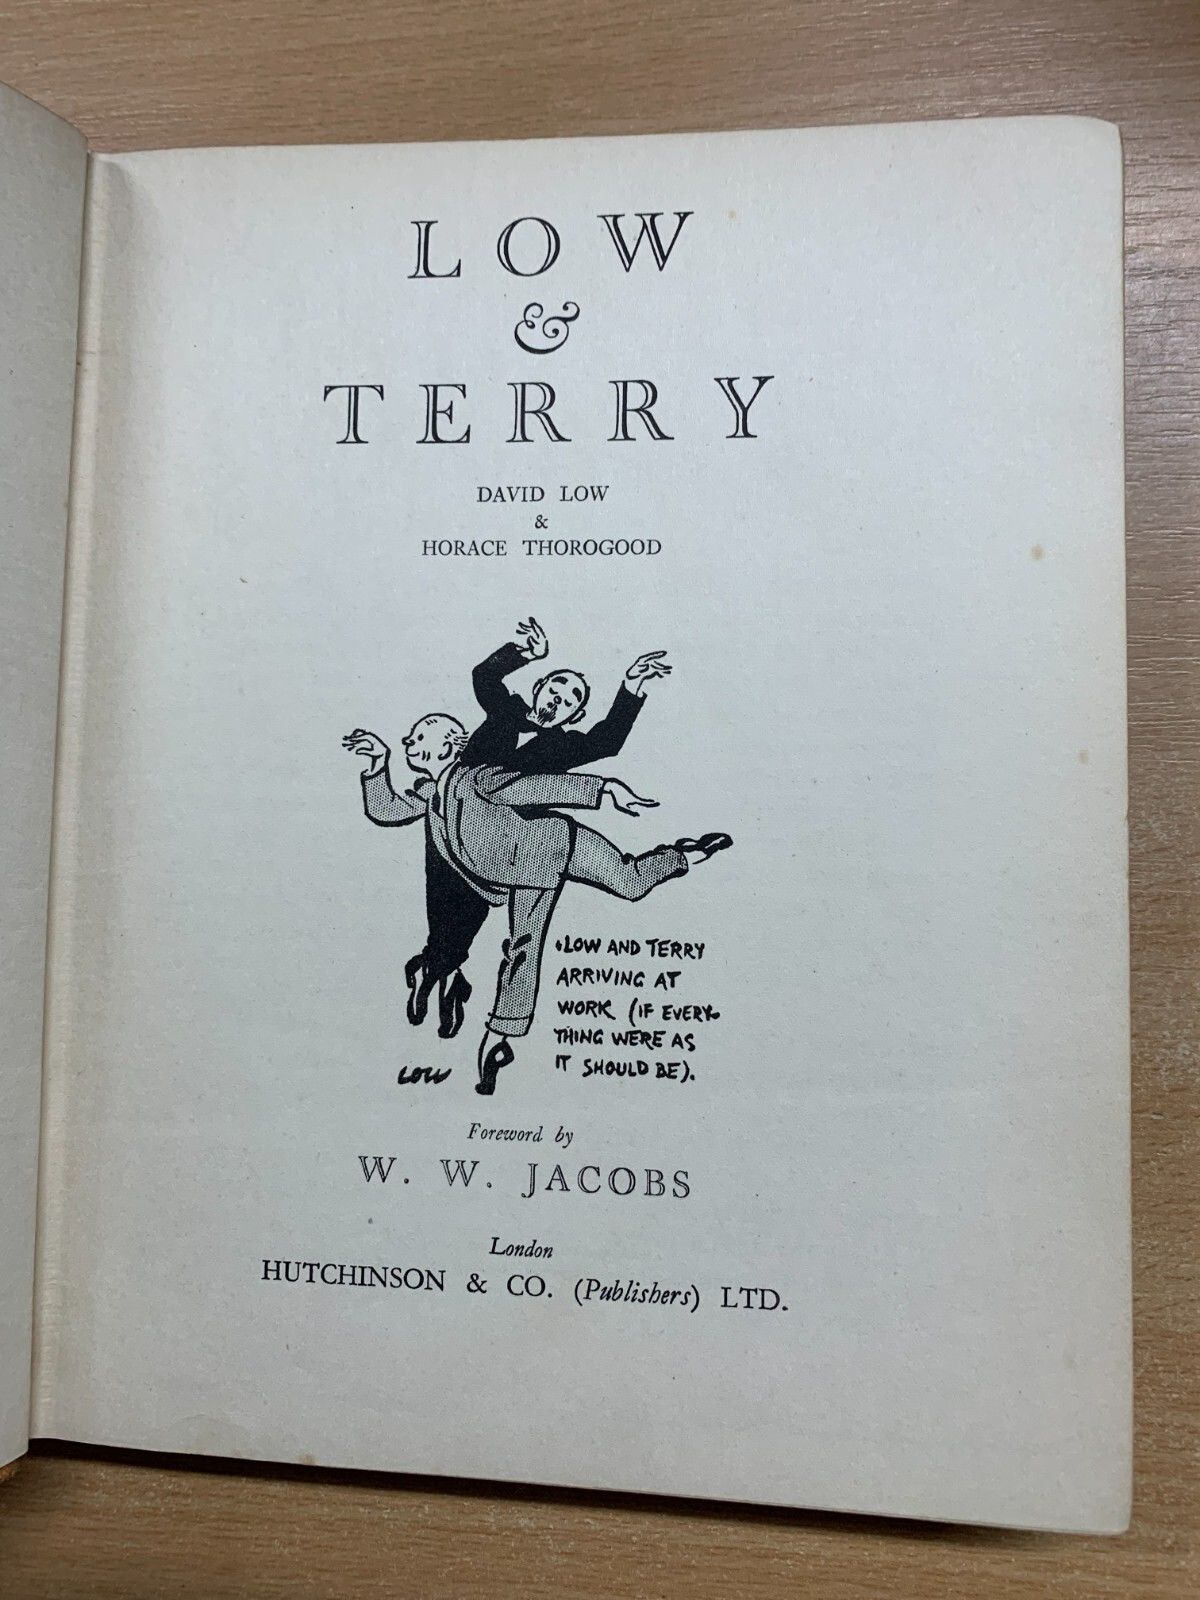 LOW
&
TERRY
DAVID LOW
&
HORACE THOROGOOD
LOW AND TERRY
ARRIVING AT
WORK (IF EVERY-
THING WERE AS
IT SHOULD BE).
LOW
Foreword by
W. W. JACOBS
London
HUTCHINSON & CO. (Publishers) LTD.